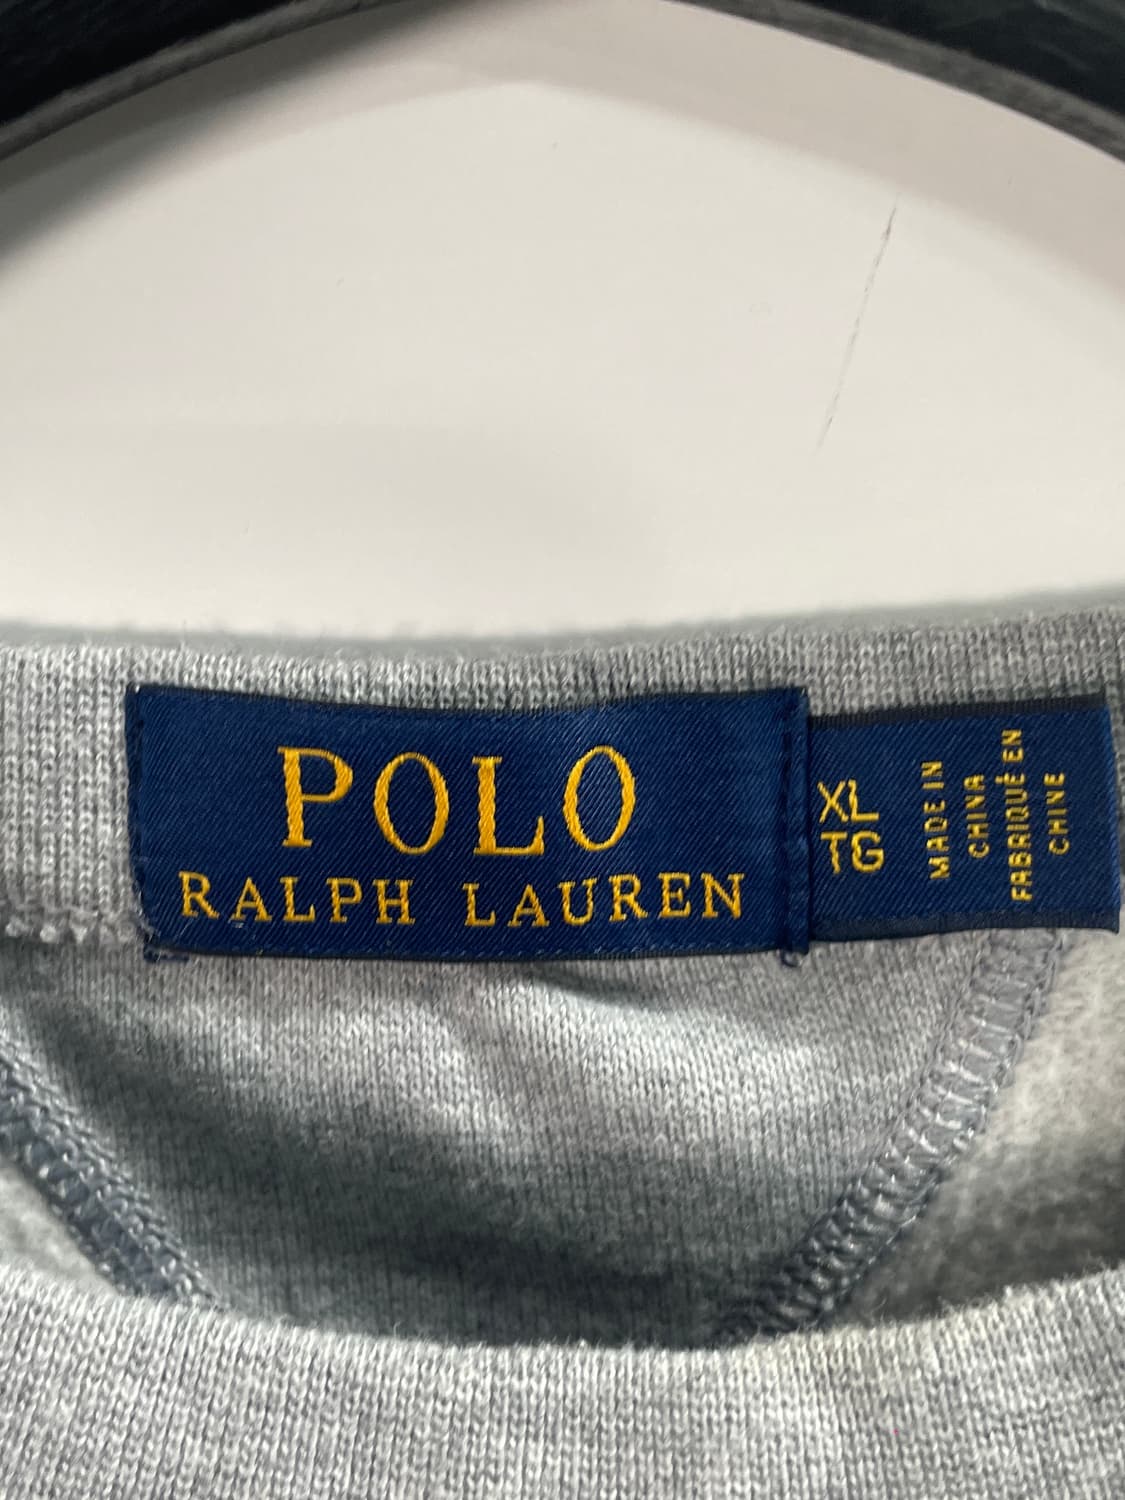 POLO
RALPH LAUREN
XL
TG
MADE IN
CHINA
FABRIQUÉ EN
CHINE